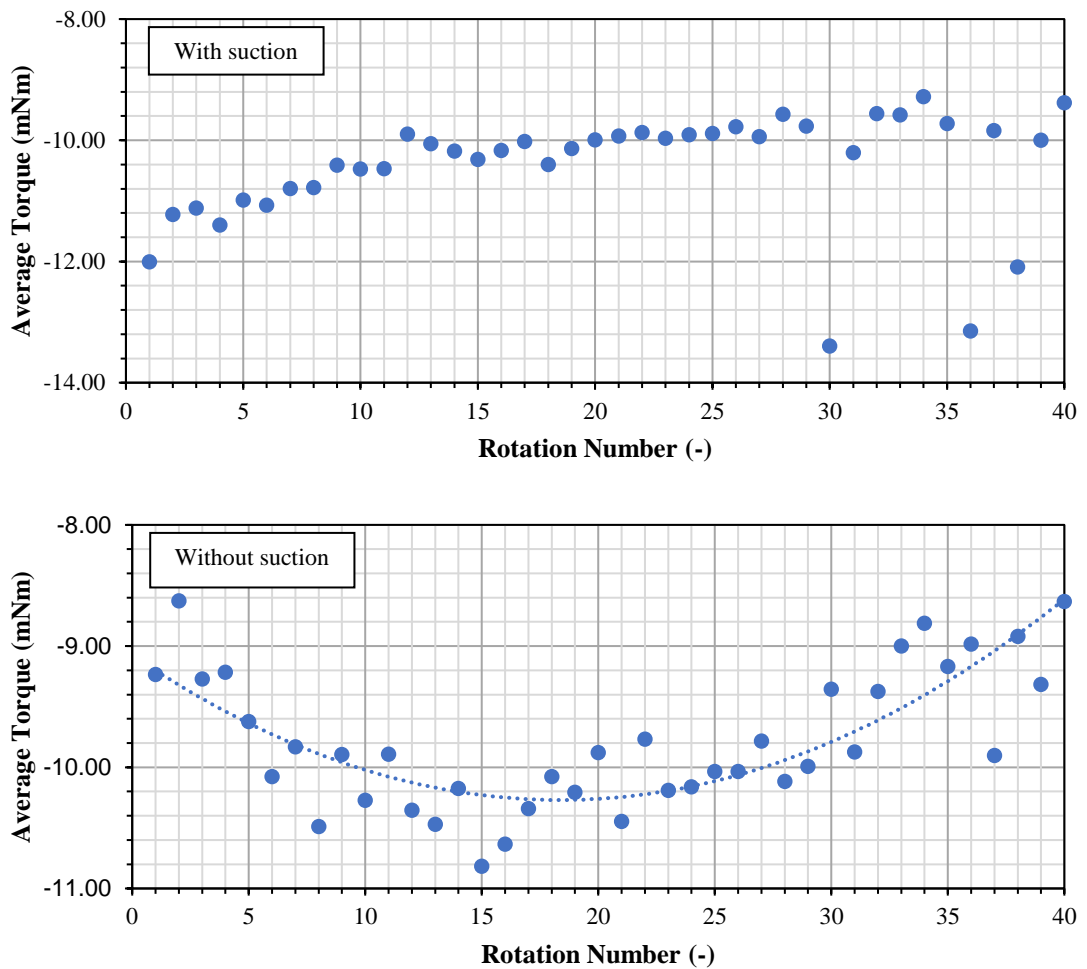 -8.00
With suction
-10.00
-12.00
-14.00
Average Torque (mNm)
0 5 10 15 20 25 30 35 40
Rotation Number (-)
-8.00
Without suction
-9.00
-10.00
-11.00
Average Torque (mNm)
0 5 10 15 20 25 30 35 40
Rotation Number (-)